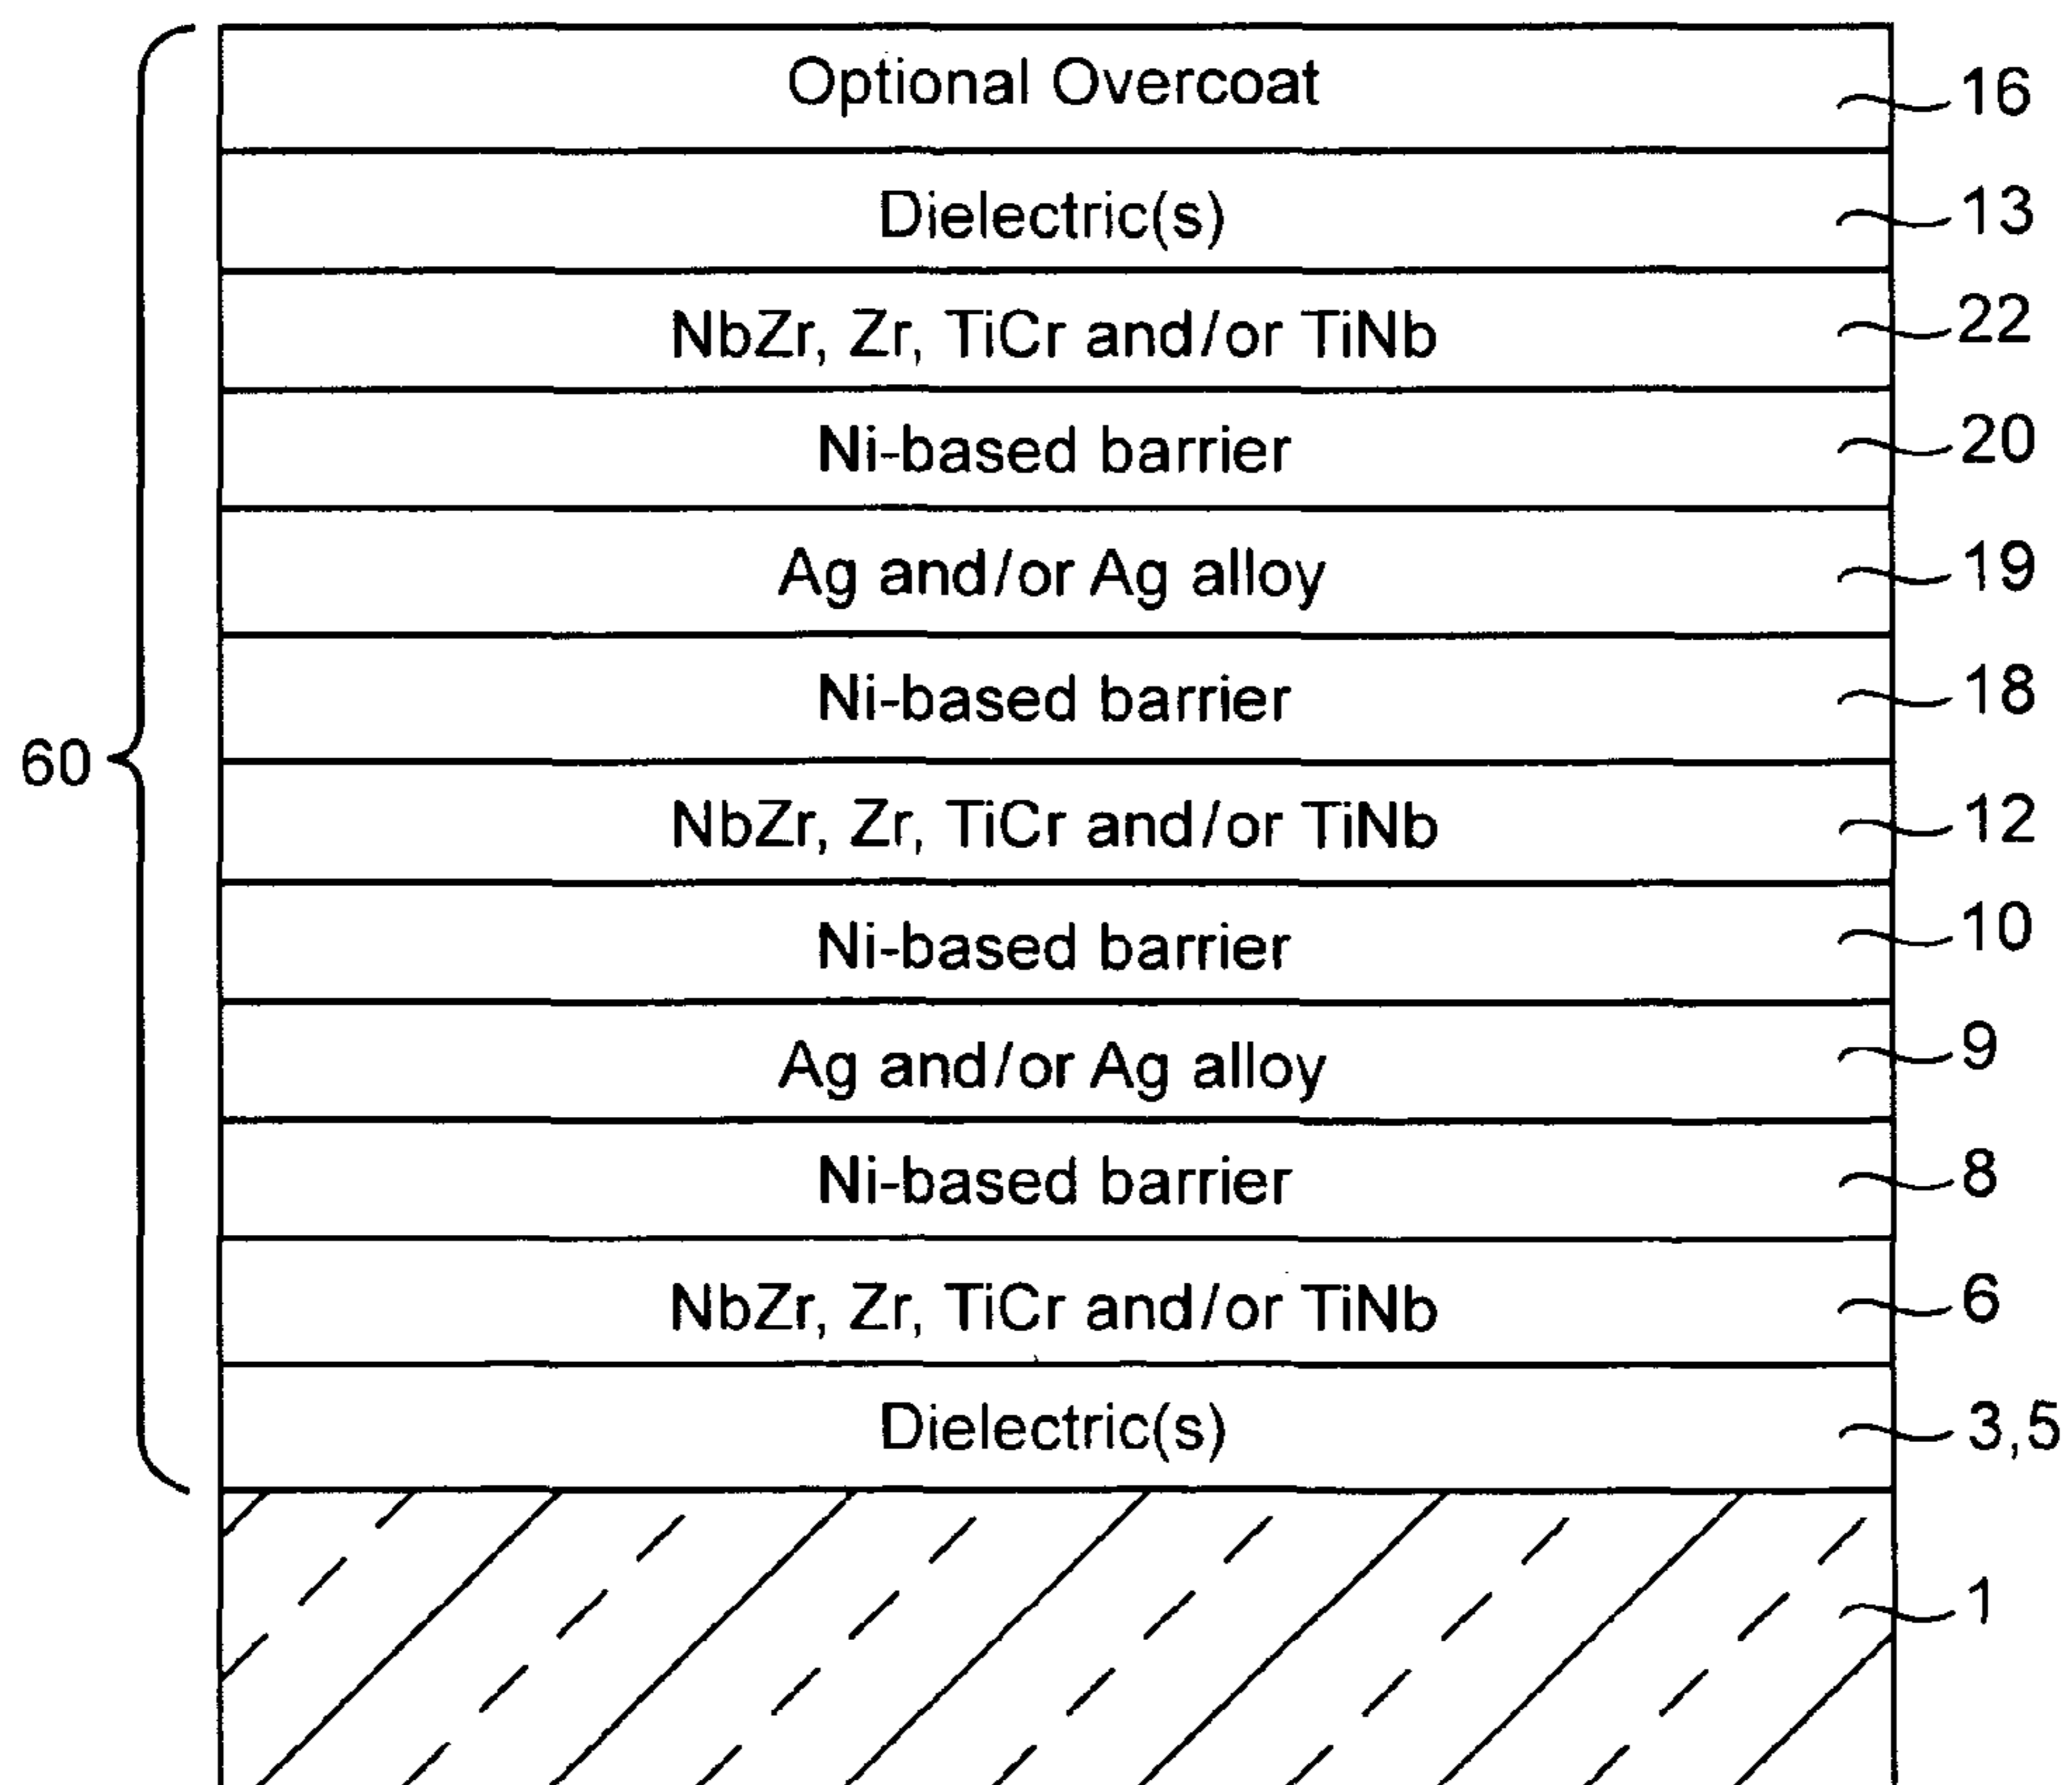 Optional Overcoat 16
Dielectric(s) 13
NbZr, Zr, TiCr and/or TiNb 22
Ni-based barrier 20
Ag and/or Ag alloy 19
Ni-based barrier 18
60
NbZr, Zr, TiCr and/or TiNb 12
Ni-based barrier 10
Ag and/or Ag alloy 9
Ni-based barrier 8
NbZr, Zr, TiCr and/or TiNb 6
Dielectric(s) 3,5
1